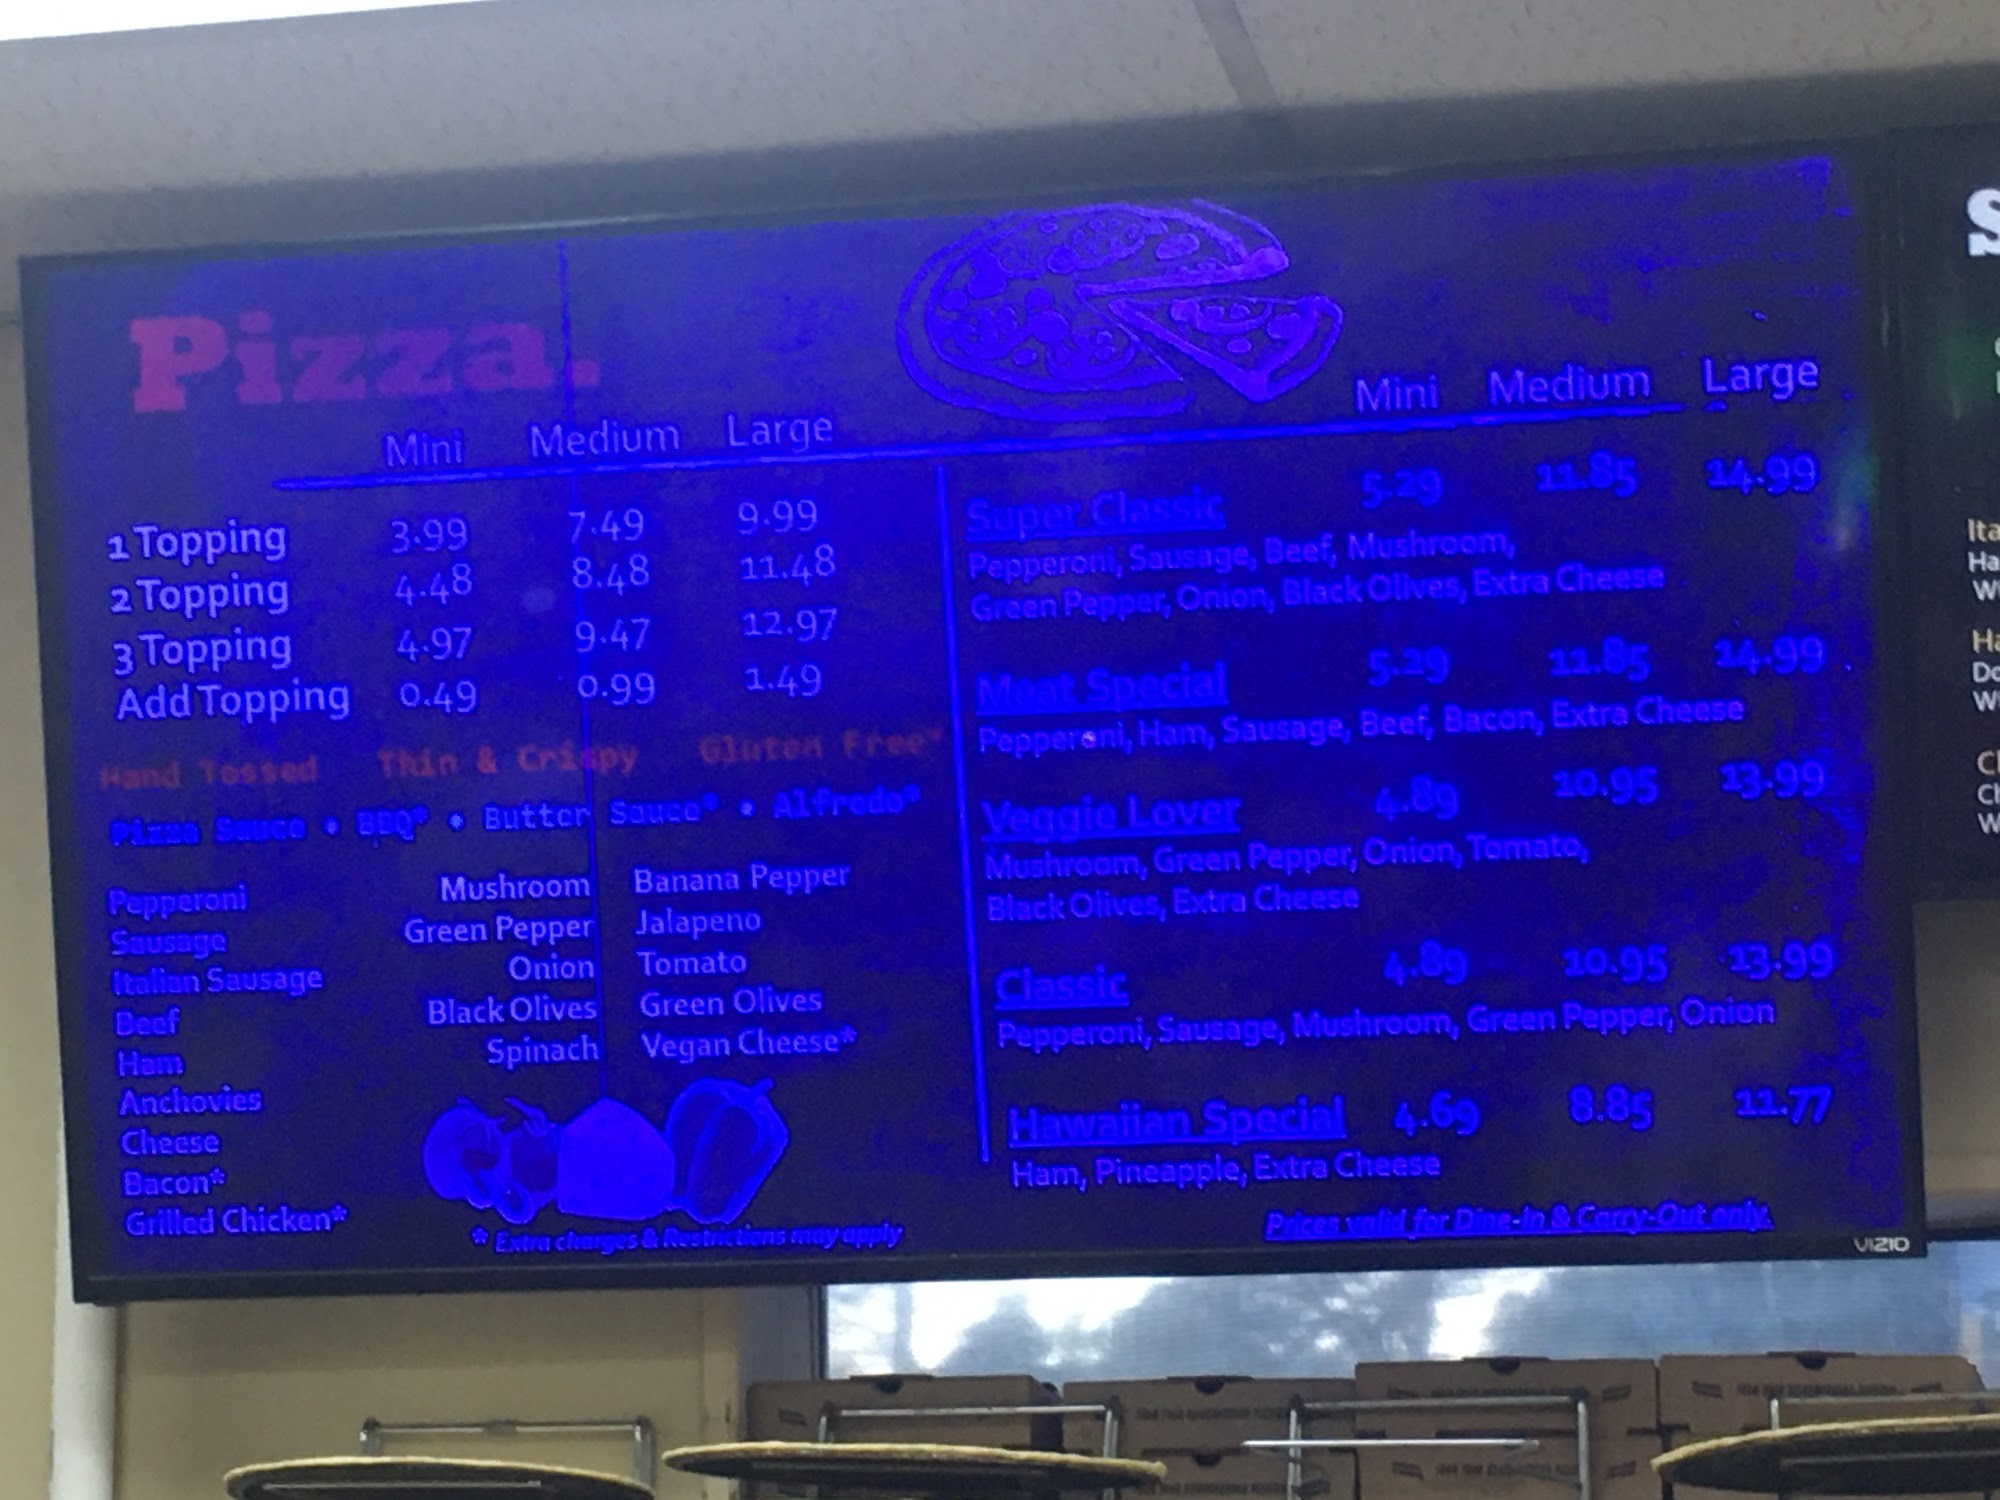 Pizza.
Mini Medium Large
1 Topping 3.99 7.49 9.99
2 Topping 4.48 8.48 11.48
3 Topping 4.97 9.47 12.97
Add Topping 0.49 0.99 1.49
Hand Tossed Thin & Crispy Gluten Free*
Pizza Sauce • BBQ* • Butter Sauce* • Alfredo*
Pepperoni
Sausage
Italian Sausage
Beef
Ham
Anchovies
Cheese
Bacon*
Grilled Chicken*
Mushroom
Green Pepper
Onion
Black Olives
Spinach
Banana Pepper
Jalapeno
Tomato
Green Olives
Vegan Cheese*
* Extra charges & Restrictions may apply
Mini Medium Large
Super Classic 5.29 11.85 14.99
Pepperoni, Sausage, Beef, Mushroom,
Green Pepper, Onion, Black Olives, Extra Cheese
Meat Special 5.29 11.85 14.99
Pepperoni, Ham, Sausage, Beef, Bacon, Extra Cheese
Veggie Lover 4.89 10.95 13.99
Mushroom, Green Pepper, Onion, Tomato,
Black Olives, Extra Cheese
Classic 4.89 10.95 13.99
Pepperoni, Sausage, Mushroom, Green Pepper, Onion
Hawaiian Special 4.69 8.85 11.77
Ham, Pineapple, Extra Cheese
Prices valid for Dine-In & Carry-Out only.
VIZIO